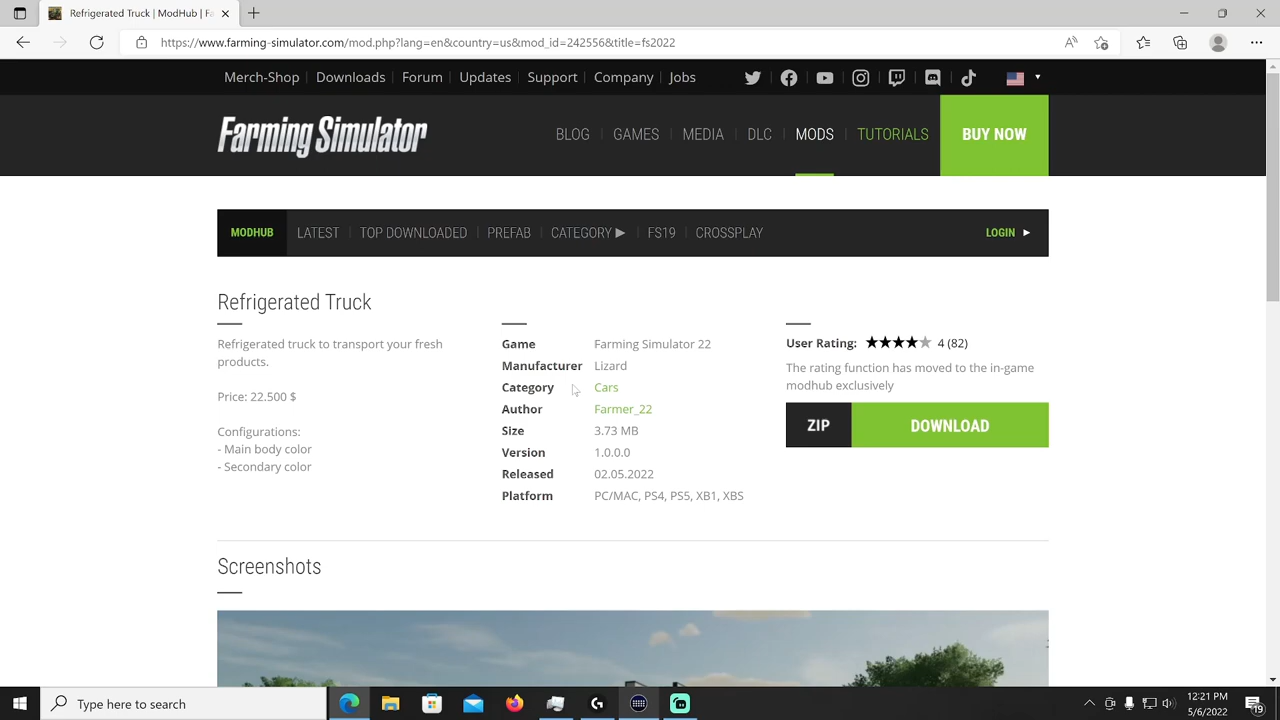 Refrigerated Truck | ModHub | Fa
https://www.farming-simulator.com/mod.php?lang=en&country=us&mod_id=242556&title=fs2022
Merch-Shop Downloads Forum Updates Support Company Jobs
Farming Simulator BLOG GAMES MEDIA DLC MODS TUTORIALS BUY NOW
MODHUB LATEST TOP DOWNLOADED PREFAB CATEGORY ▶ FS19 CROSSPLAY LOGIN ▶
Refrigerated Truck
Refrigerated truck to transport your fresh
products.
Price: 22.500 $
Configurations:
- Main body color
- Secondary color
Game Farming Simulator 22
Manufacturer Lizard
Category Cars
Author Farmer_22
Size 3.73 MB
Version 1.0.0.0
Released 02.05.2022
Platform PC/MAC, PS4, PS5, XB1, XBS
User Rating: ★★★★★ 4 (82)
The rating function has moved to the in-game
modhub exclusively
ZIP DOWNLOAD
Screenshots
Type here to search
12:21 PM
5/6/2022
19